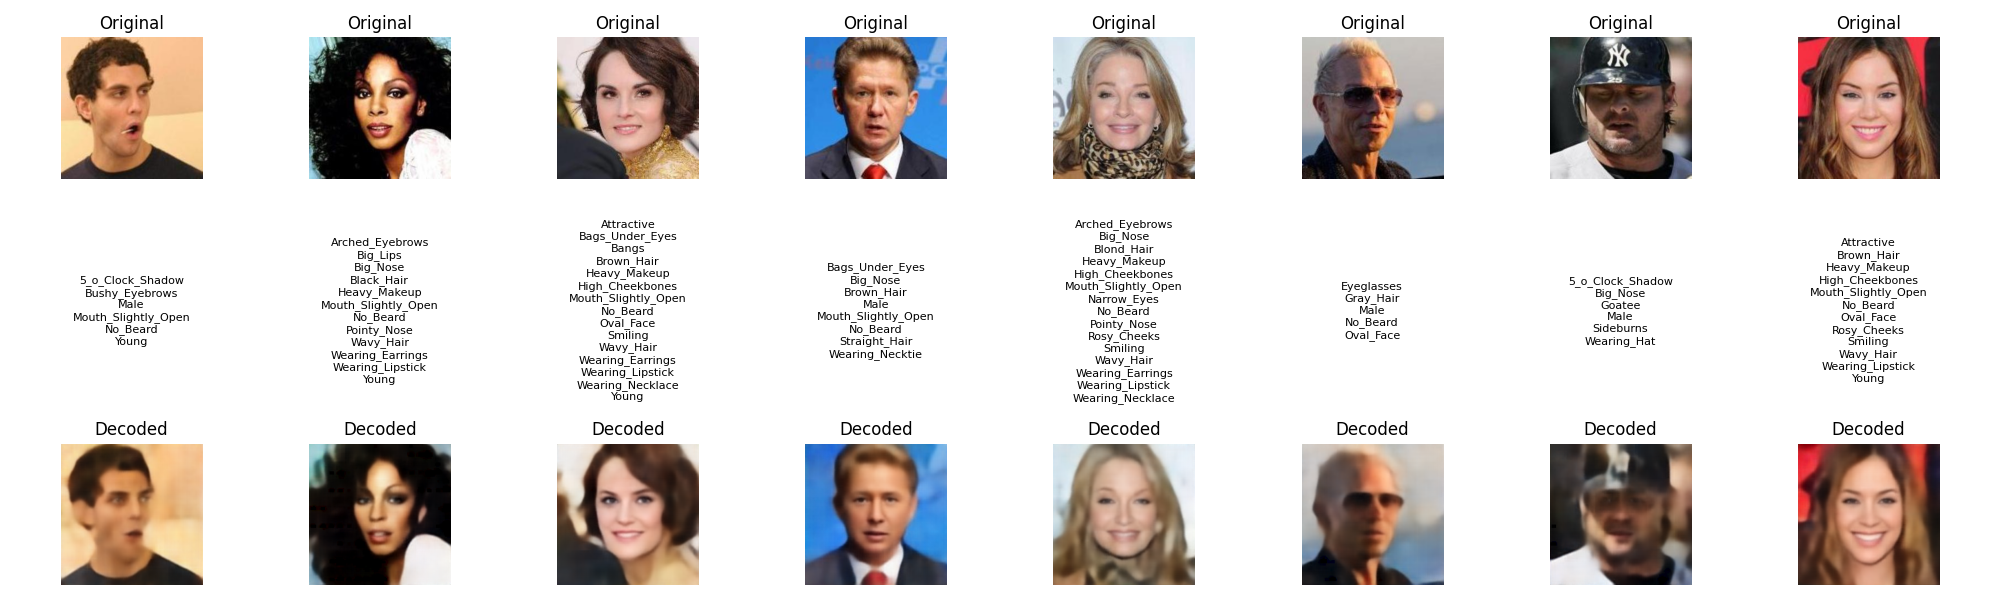 Original
Original
Original
Original
Original
Original
Original
Original
NY
25
5_o_Clock_Shadow
Bushy_Eyebrows
Male
Mouth_Slightly_Open
No_Beard
Young
Arched_Eyebrows
Big_Lips
Big_Nose
Black_Hair
Heavy_Makeup
Mouth_Slightly_Open
No_Beard
Pointy_Nose
Wavy_Hair
Wearing_Earrings
Wearing_Lipstick
Young
Attractive
Bags_Under_Eyes
Bangs
Brown_Hair
Heavy_Makeup
High_Cheekbones
Mouth_Slightly_Open
No_Beard
Oval_Face
Smiling
Wavy_Hair
Wearing_Earrings
Wearing_Lipstick
Wearing_Necklace
Young
Bags_Under_Eyes
Big_Nose
Brown_Hair
Male
Mouth_Slightly_Open
No_Beard
Straight_Hair
Wearing_Necktie
Arched_Eyebrows
Big_Nose
Blond_Hair
Heavy_Makeup
High_Cheekbones
Mouth_Slightly_Open
Narrow_Eyes
No_Beard
Pointy_Nose
Rosy_Cheeks
Smiling
Wavy_Hair
Wearing_Earrings
Wearing_Lipstick
Wearing_Necklace
Eyeglasses
Gray_Hair
Male
No_Beard
Oval_Face
5_o_Clock_Shadow
Big_Nose
Goatee
Male
Sideburns
Wearing_Hat
Attractive
Brown_Hair
Heavy_Makeup
High_Cheekbones
Mouth_Slightly_Open
No_Beard
Oval_Face
Rosy_Cheeks
Smiling
Wavy_Hair
Wearing_Lipstick
Young
Decoded
Decoded
Decoded
Decoded
Decoded
Decoded
Decoded
Decoded